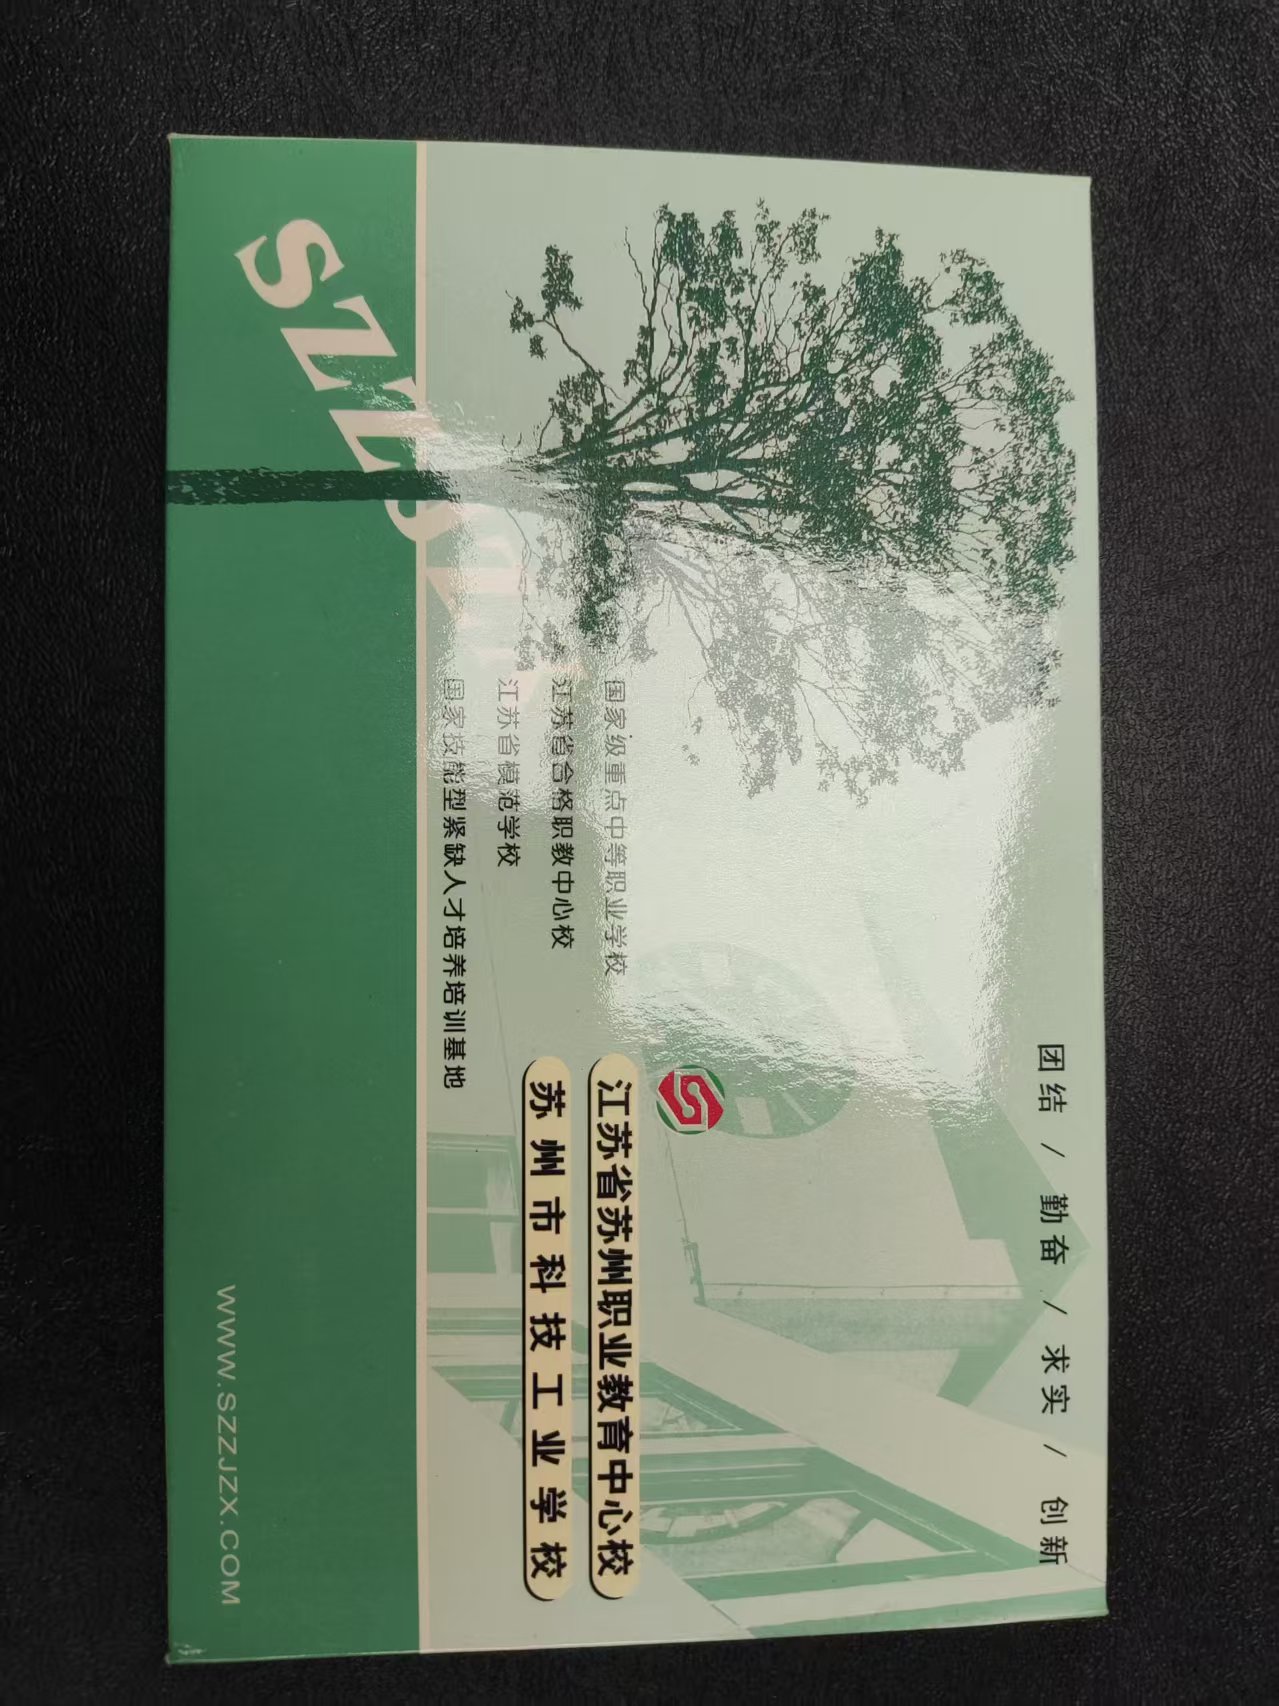 团结 / 勤奋 / 求实 / 创新
江苏省苏州职业教育中心校
苏州市科技工业学校
国家级重点中等职业学校
江苏省合格职教中心校
江苏省模范学校
国家技能型紧缺人才培养培训基地
WWW.SZZJZX.COM